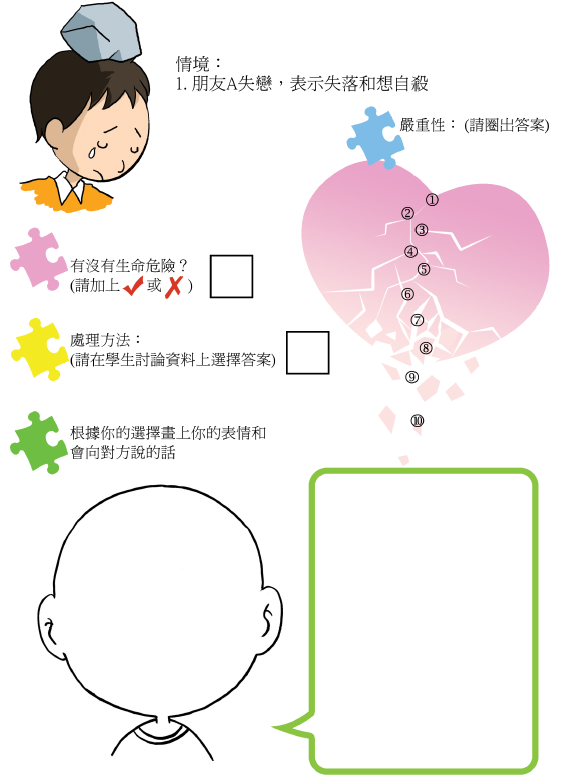 情境：
1. 朋友A失戀，表示失落和想自殺
嚴重性： (請圈出答案)
①
②
③
④
⑤
⑥
⑦
⑧
⑨
⑩
有沒有生命危險？
(請加上✓或✗)
處理方法：
(請在學生討論資料上選擇答案)
根據你的選擇畫上你的表情和
會向對方說的話